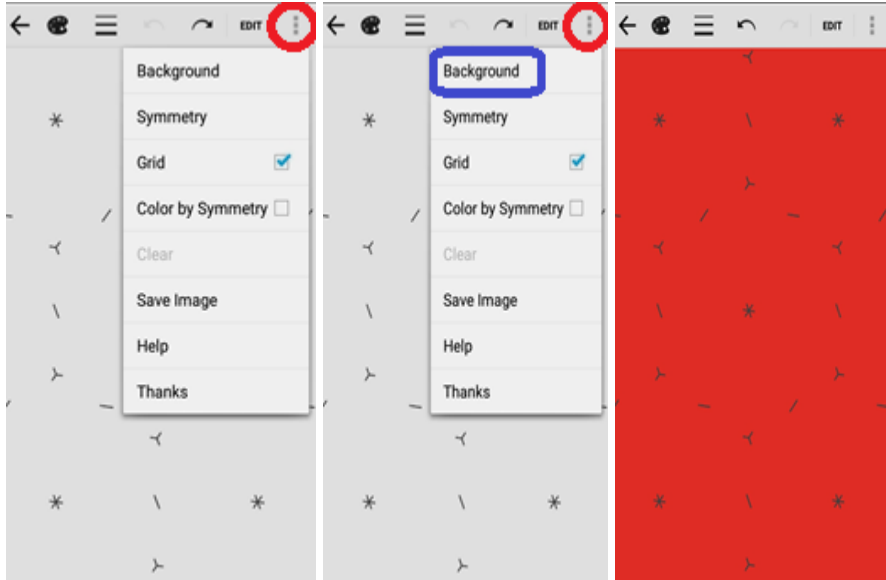 EDIT
Background
Symmetry
Grid
Color by Symmetry
Clear
Save Image
Help
Thanks
EDIT
Background
Symmetry
Grid
Color by Symmetry
Clear
Save Image
Help
Thanks
EDIT